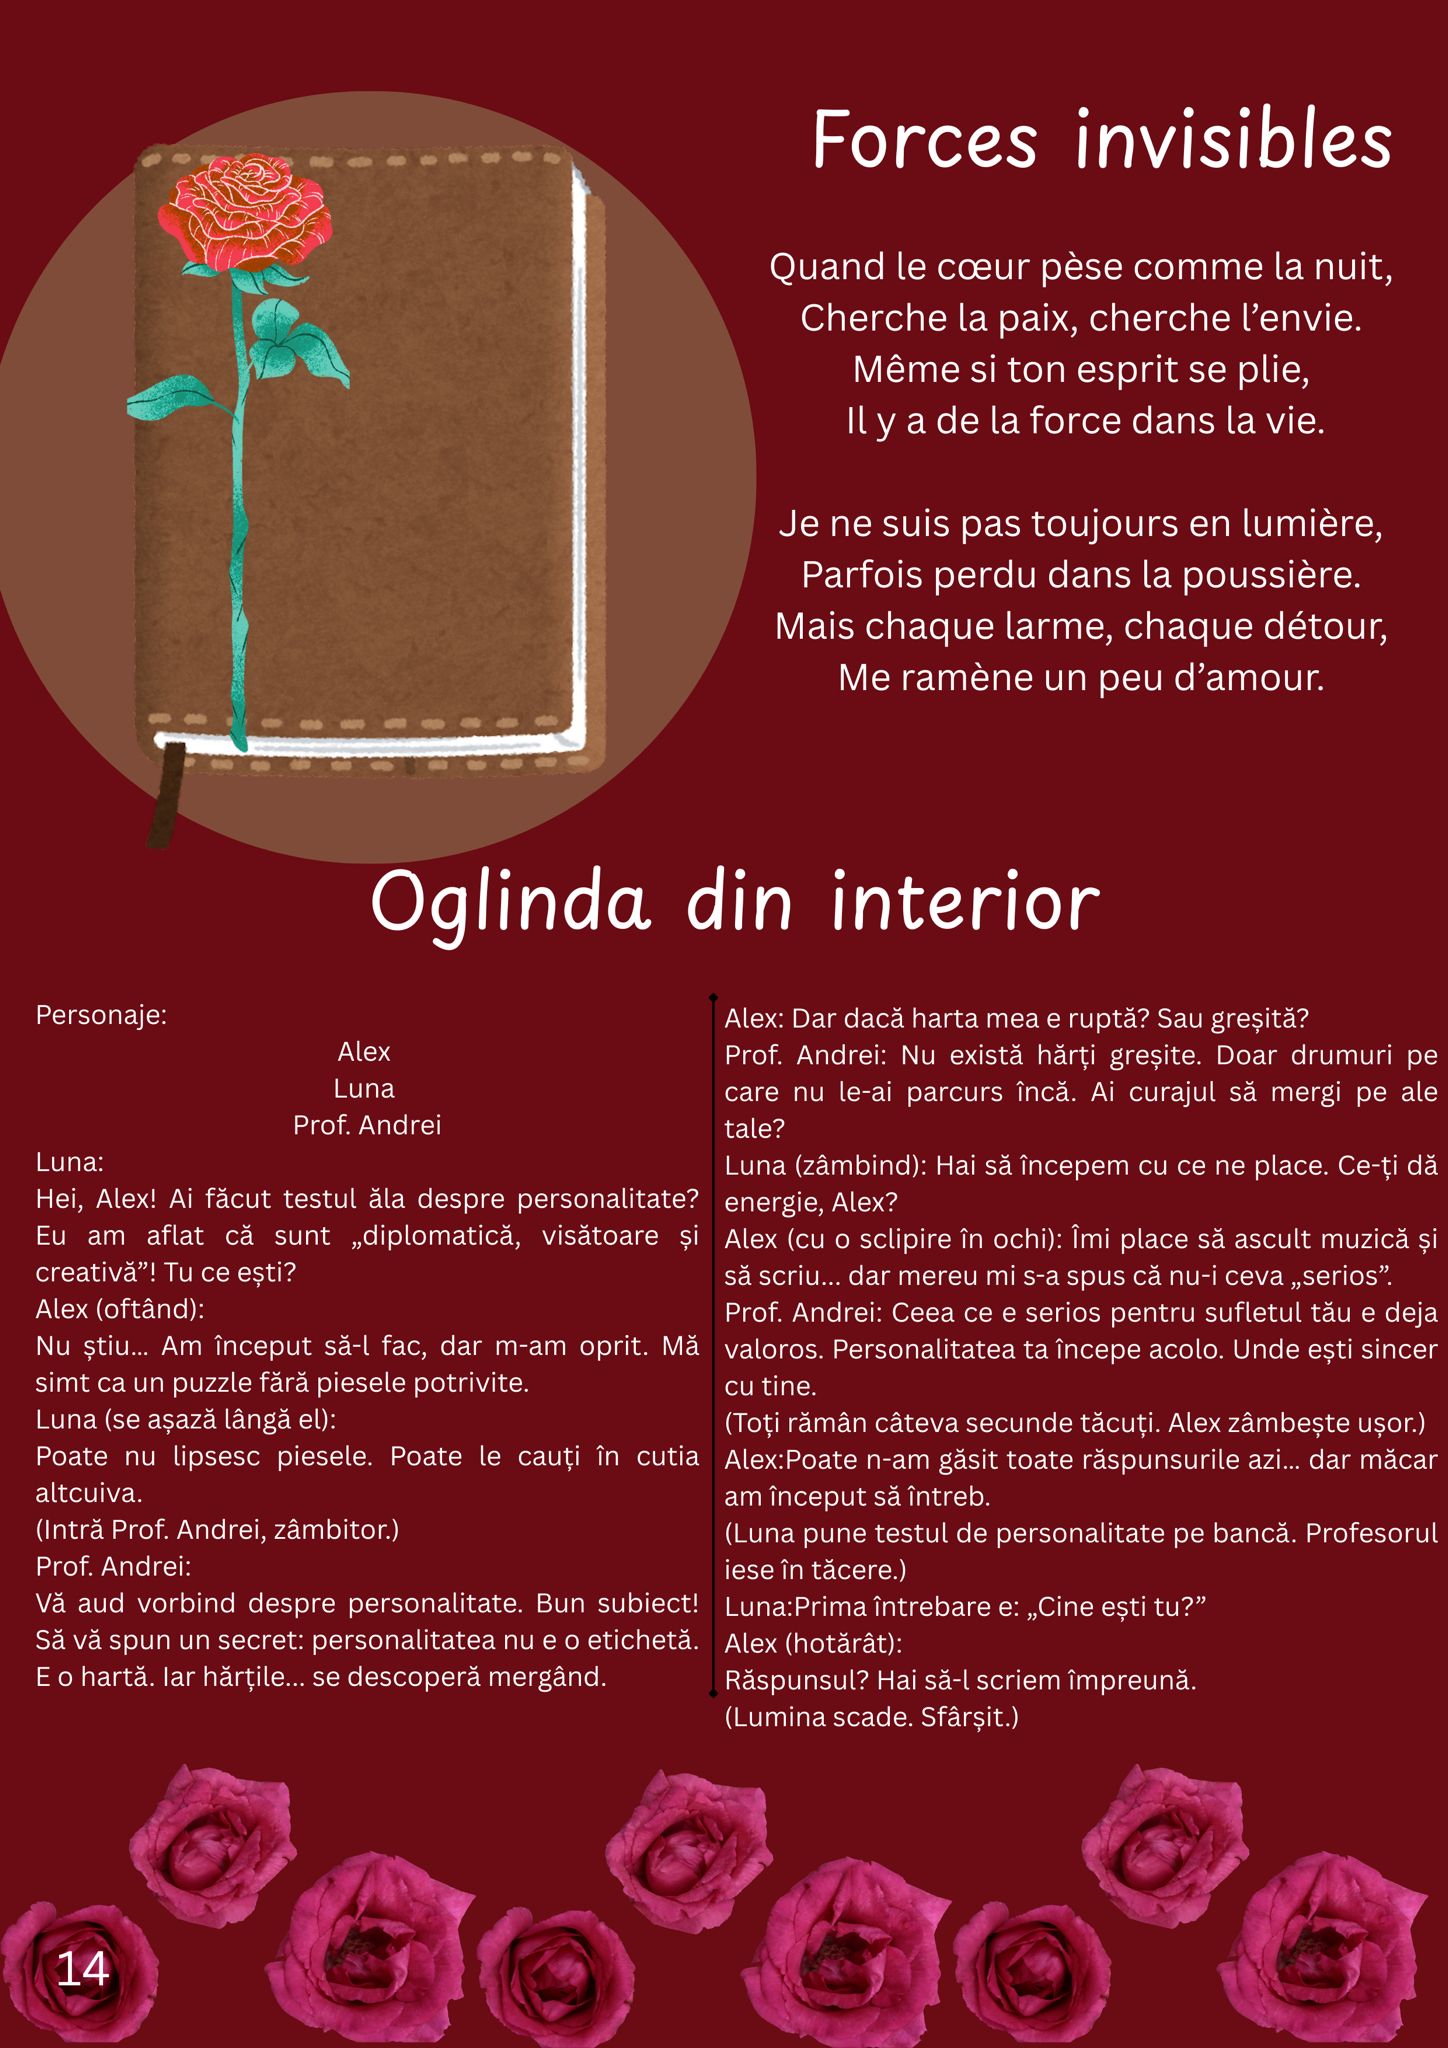 Forces invisibles
Quand le cœur pèse comme la nuit,
Cherche la paix, cherche l’envie.
Même si ton esprit se plie,
Il y a de la force dans la vie.
Je ne suis pas toujours en lumière,
Parfois perdu dans la poussière.
Mais chaque larme, chaque détour,
Me ramène un peu d’amour.
Oglinda din interior
Personaje:
Alex
Luna
Prof. Andrei
Luna:
Hei, Alex! Ai făcut testul ăla despre personalitate?
Eu am aflat că sunt „diplomatică, visătoare și
creativă”! Tu ce ești?
Alex (oftând):
Nu știu... Am început să-l fac, dar m-am oprit. Mă
simt ca un puzzle fără piesele potrivite.
Luna (se așază lângă el):
Poate nu lipsesc piesele. Poate le cauți în cutia
altcuiva.
(Intră Prof. Andrei, zâmbitor.)
Prof. Andrei:
Vă aud vorbind despre personalitate. Bun subiect!
Să vă spun un secret: personalitatea nu e o etichetă.
E o hartă. Iar hărțile... se descoperă mergând.
Alex: Dar dacă harta mea e ruptă? Sau greșită?
Prof. Andrei: Nu există hărți greșite. Doar drumuri pe
care nu le-ai parcurs încă. Ai curajul să mergi pe ale
tale?
Luna (zâmbind): Hai să începem cu ce ne place. Ce-ți dă
energie, Alex?
Alex (cu o sclipire în ochi): Îmi place să ascult muzică și
să scriu... dar mereu mi s-a spus că nu-i ceva „serios”.
Prof. Andrei: Ceea ce e serios pentru sufletul tău e deja
valoros. Personalitatea ta începe acolo. Unde ești sincer
cu tine.
(Toți rămân câteva secunde tăcuți. Alex zâmbește ușor.)
Alex:Poate n-am găsit toate răspunsurile azi... dar măcar
am început să întreb.
(Luna pune testul de personalitate pe bancă. Profesorul
iese în tăcere.)
Luna:Prima întrebare e: „Cine ești tu?”
Alex (hotărât):
Răspunsul? Hai să-l scriem împreună.
(Lumina scade. Sfârșit.)
14